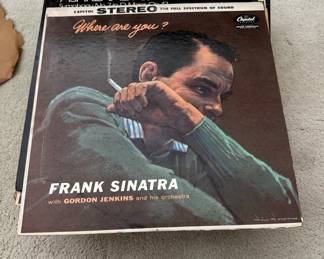 CAPITOL STEREO THE FULL SPECTRUM OF SOUND
Where are you?
Capitol
FRANK SINATRA
with GORDON JENKINS and his orchestra